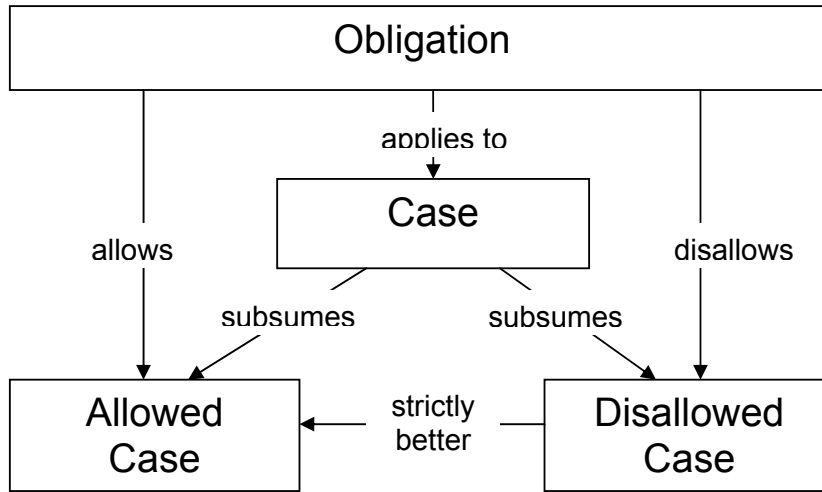 Obligation
applies to
Case
allows
disallows
subsumes
subsumes
Allowed
Case
strictly
better
Disallowed
Case